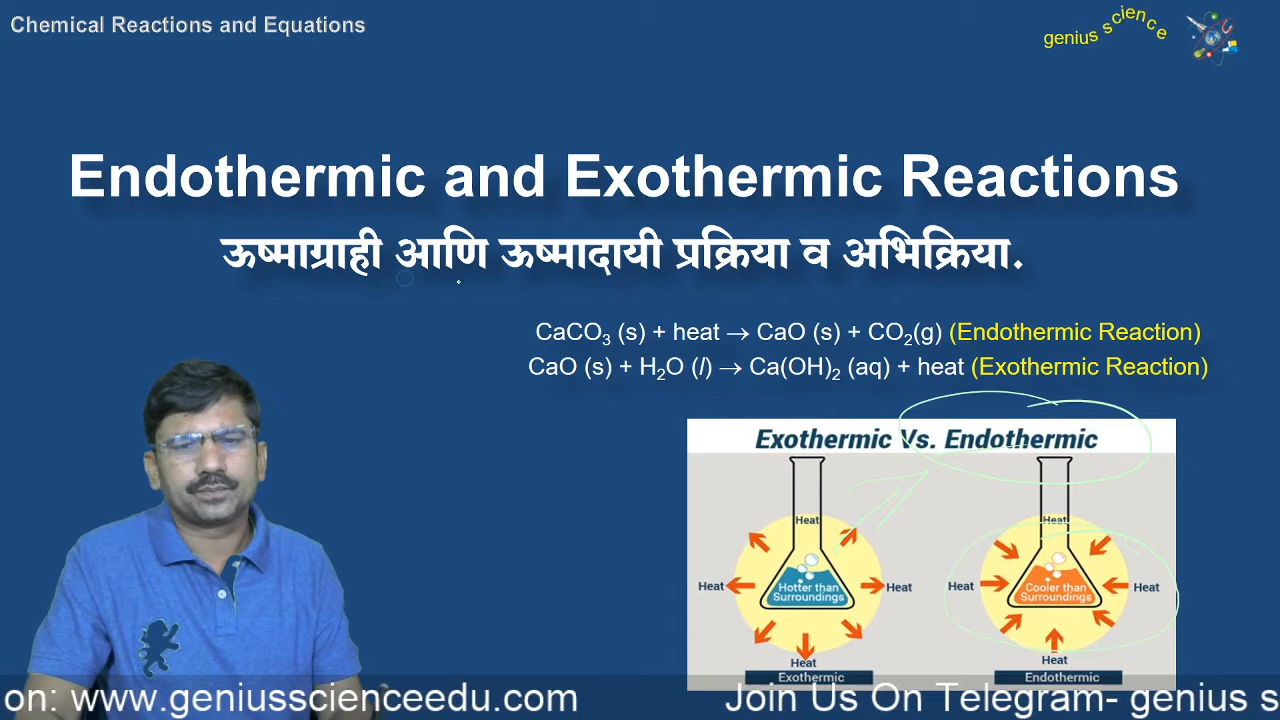 Chemical Reactions and Equations
genius science
Endothermic and Exothermic Reactions
ऊष्माग्राही आणि ऊष्मादायी प्रक्रिया व अभिक्रिया.
CaCO₃ (s) + heat → CaO (s) + CO₂(g) (Endothermic Reaction)
CaO (s) + H₂O (l) → Ca(OH)₂ (aq) + heat (Exothermic Reaction)
Exothermic Vs. Endothermic
Heat
Heat
Heat
Hotter than
Surroundings
Heat
Heat
Exothermic
Heat
Cooler than
Surroundings
Heat
Heat
Endothermic
on: www.geniusscienceedu.com
Join Us On Telegram- genius s